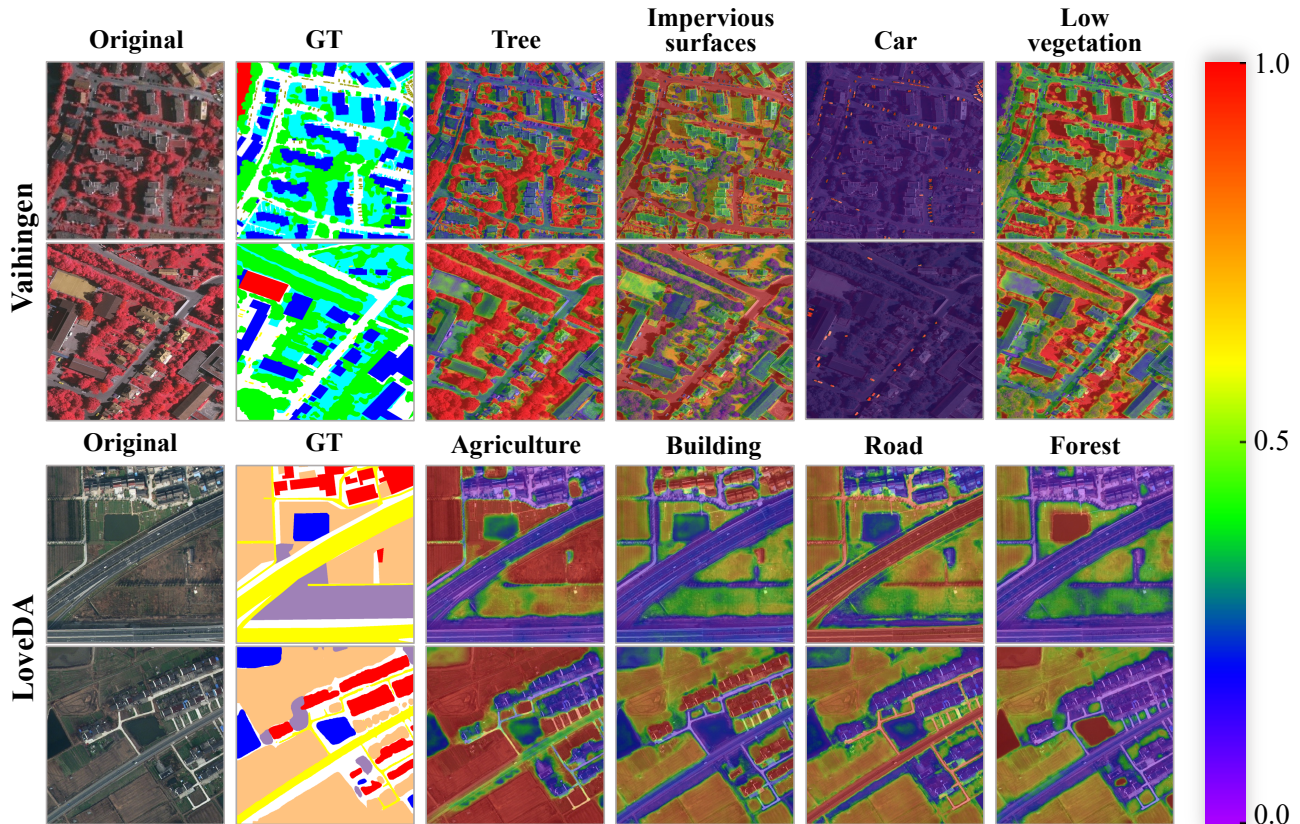 Original GT Tree Impervious surfaces Car Low vegetation
1.0
Vaihingen
Original GT Agriculture Building Road Forest
0.5
LoveDA
0.0